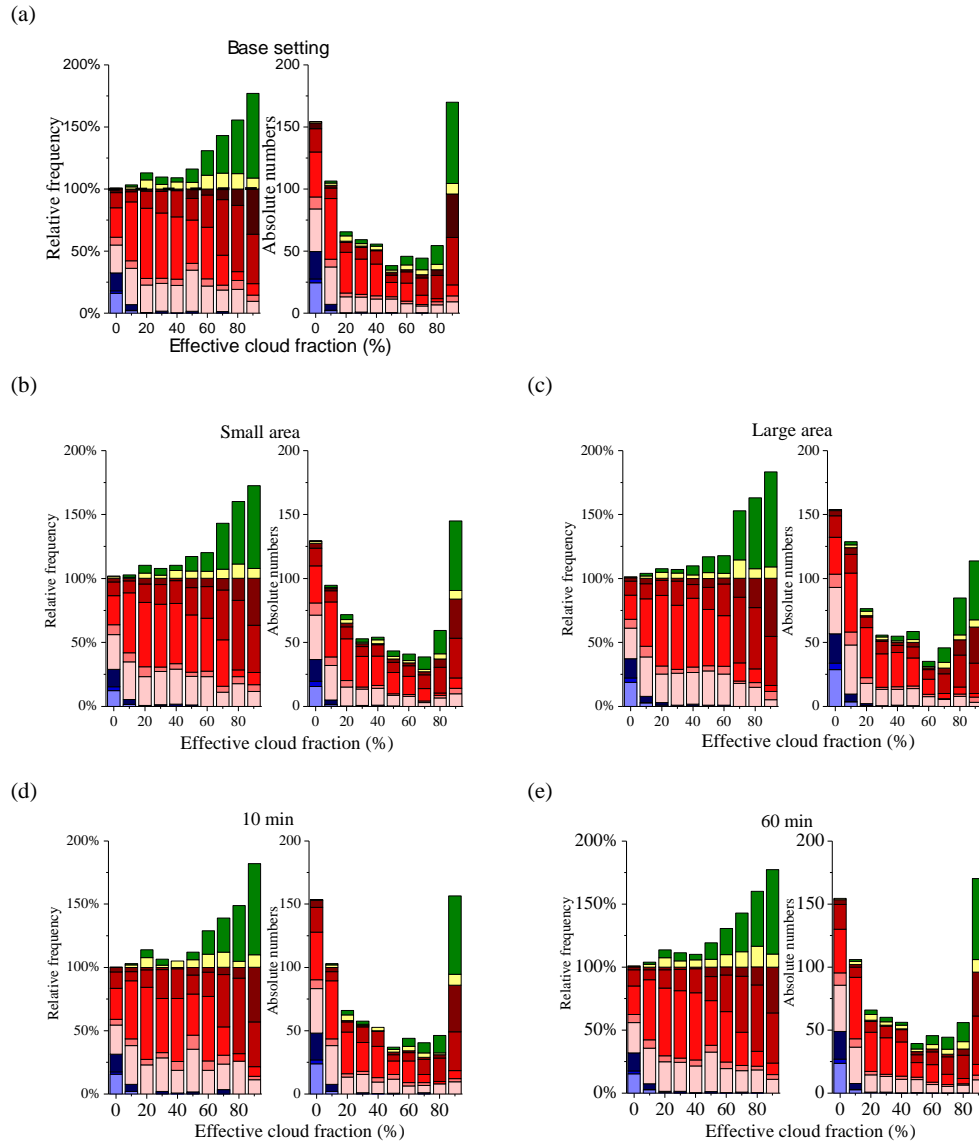 (a)
Base setting
Relative frequency
200%
150%
100%
50%
0%
0 20 40 60 80
Absolute numbers
200
150
100
50
0
0 20 40 60 80
Effective cloud fraction (%)
(b)
Small area
Relative frequency
200%
150%
100%
50%
0%
0 20 40 60 80
Absolute numbers
200
150
100
50
0
0 20 40 60 80
Effective cloud fraction (%)
(c)
Large area
Relative frequency
200%
150%
100%
50%
0%
0 20 40 60 80
Absolute numbers
200
150
100
50
0
0 20 40 60 80
Effective cloud fraction (%)
(d)
10 min
Relative frequency
200%
150%
100%
50%
0%
0 20 40 60 80
Absolute numbers
200
150
100
50
0
0 20 40 60 80
Effective cloud fraction (%)
(e)
60 min
Relative frequency
200%
150%
100%
50%
0%
0 20 40 60 80
Absolute numbers
200
150
100
50
0
0 20 40 60 80
Effective cloud fraction (%)